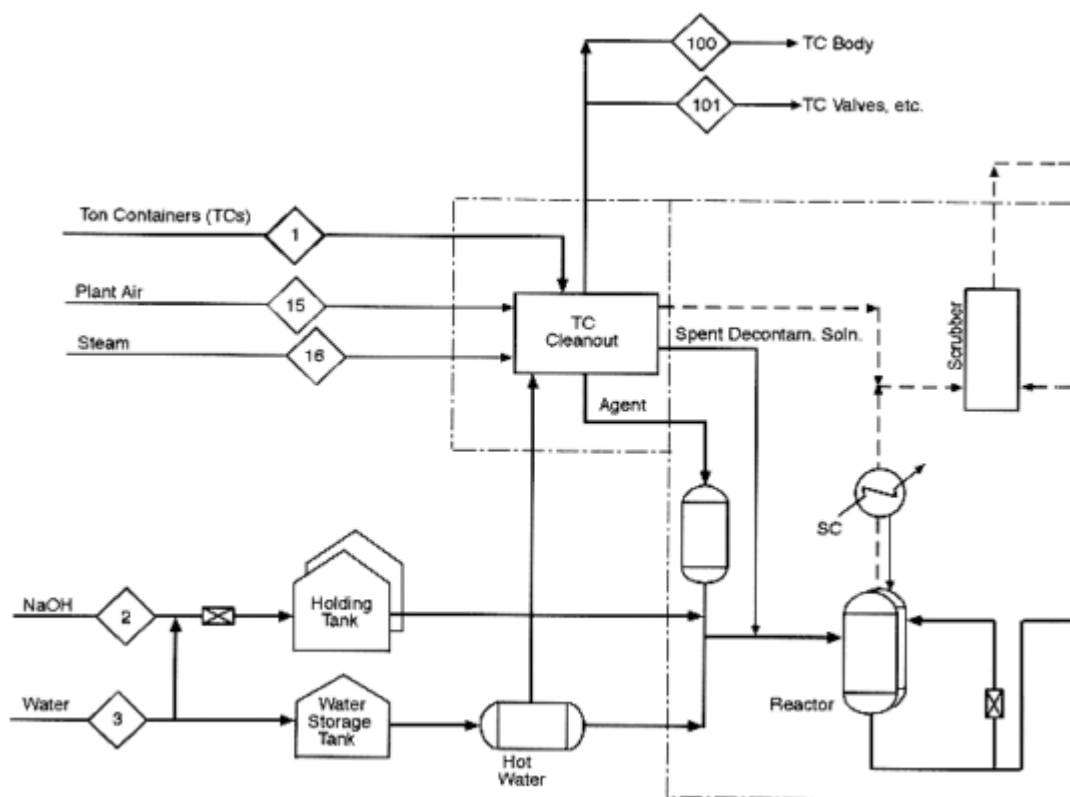 100
TC Body
101
TC Valves, etc.
Ton Containers (TCs)
1
Plant Air
15
Steam
16
TC
Cleanout
Spent Decontam. Soln.
Scrubber
Agent
SC
NaOH
2
Holding
Tank
Water
3
Water
Storage
Tank
Hot
Water
Reactor